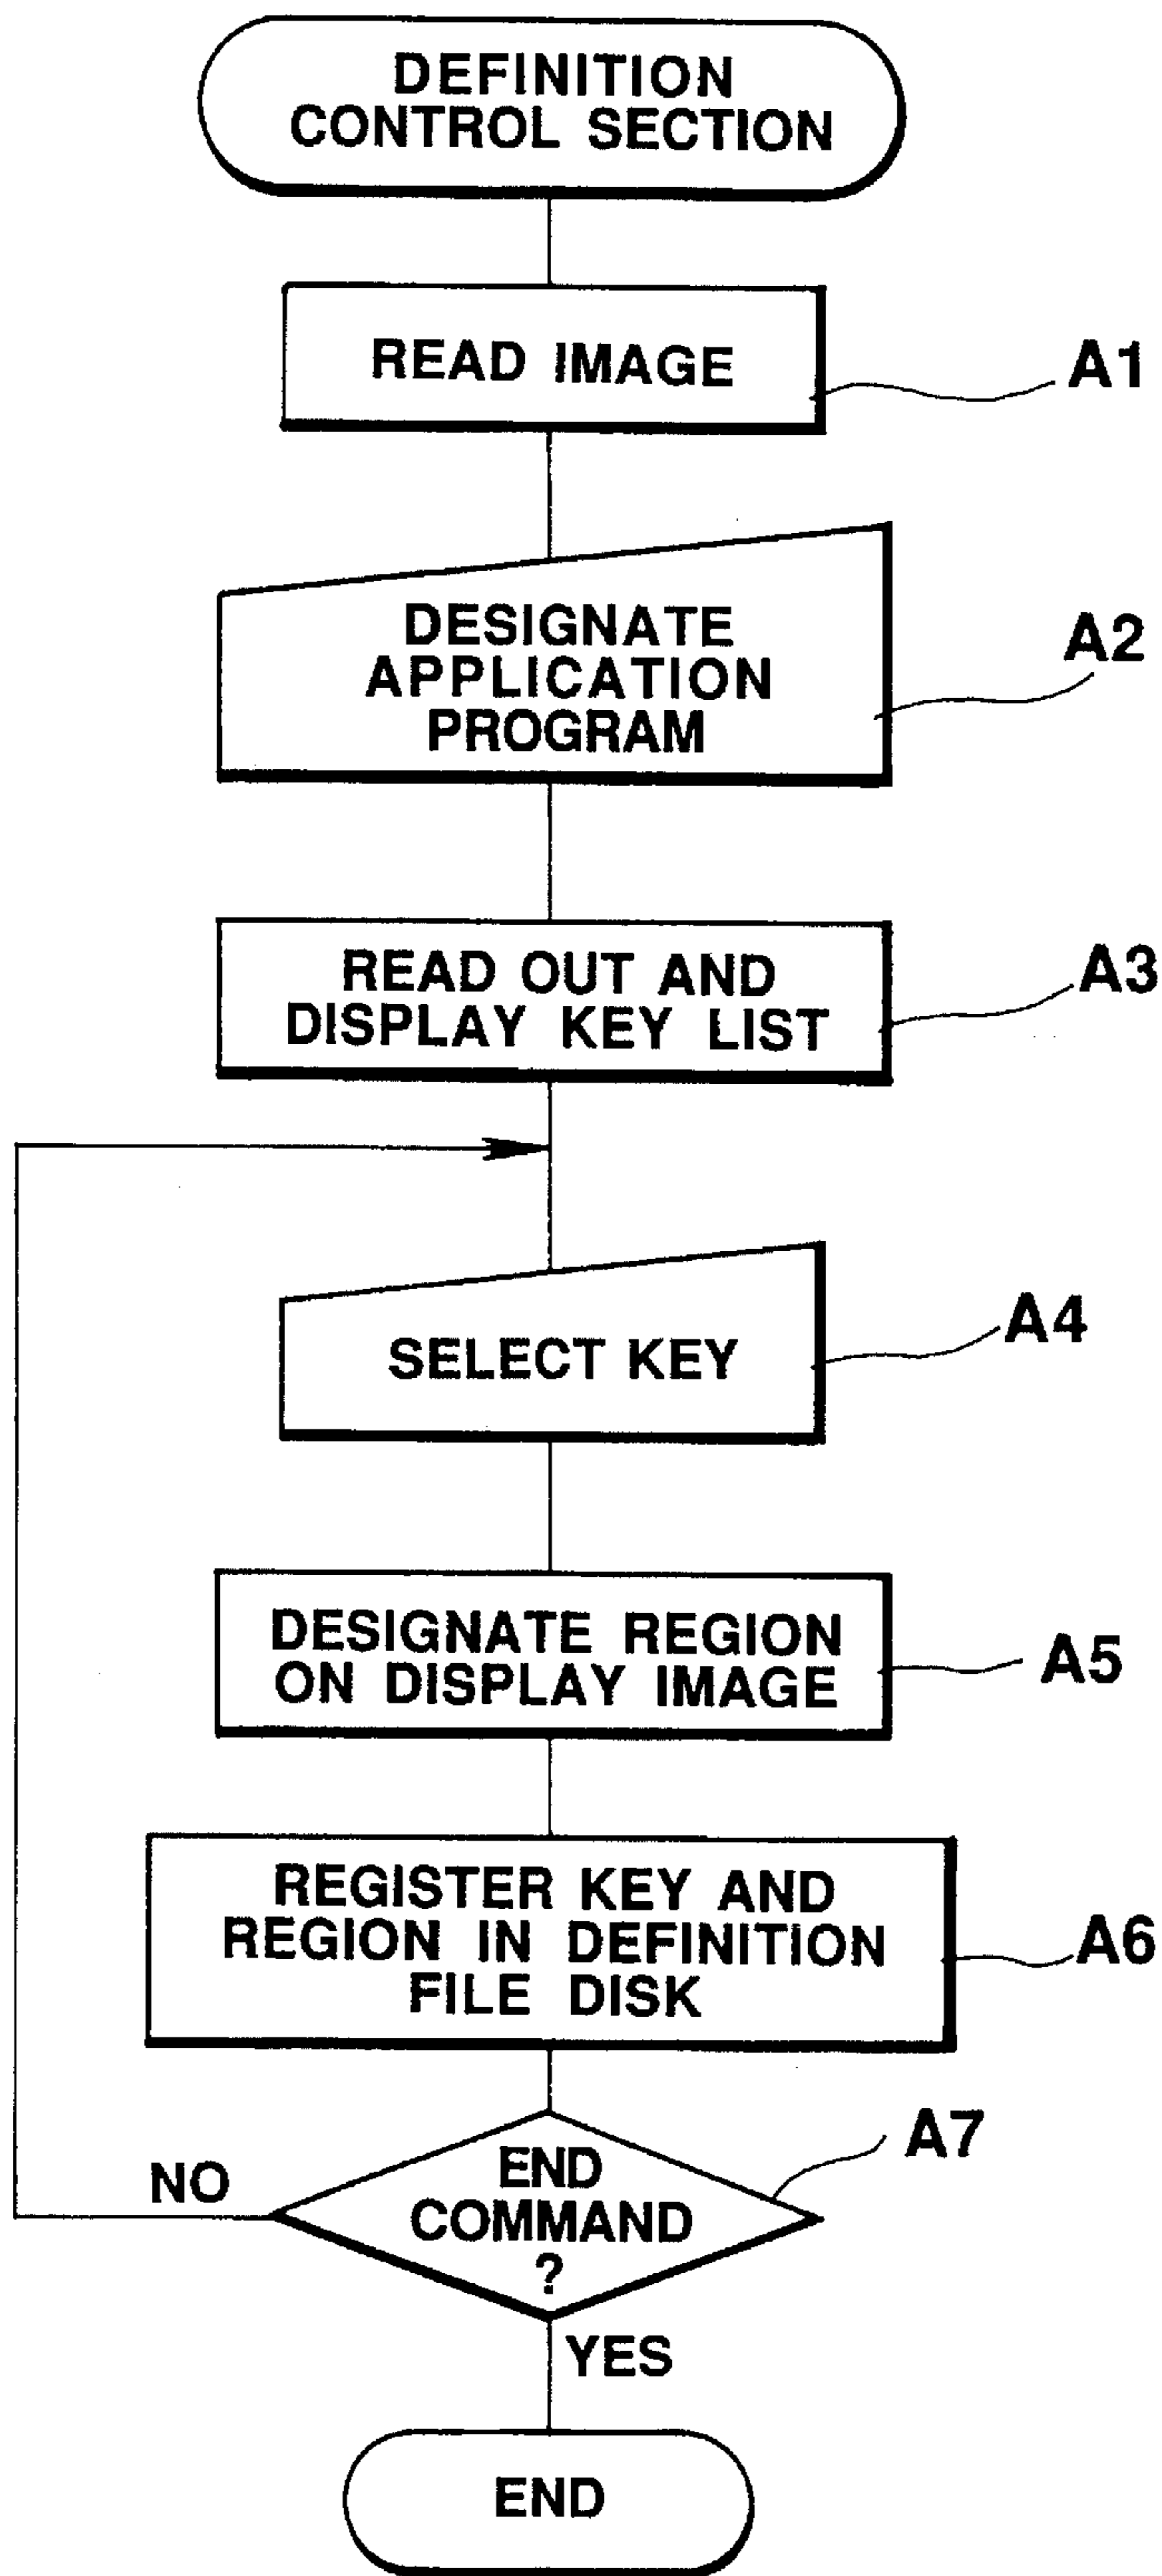 DEFINITION
CONTROL SECTION
READ IMAGE
A1
DESIGNATE
APPLICATION
PROGRAM
A2
READ OUT AND
DISPLAY KEY LIST
A3
SELECT KEY
A4
DESIGNATE REGION
ON DISPLAY IMAGE
A5
REGISTER KEY AND
REGION IN DEFINITION
FILE DISK
A6
END
COMMAND
?
A7
NO
YES
END